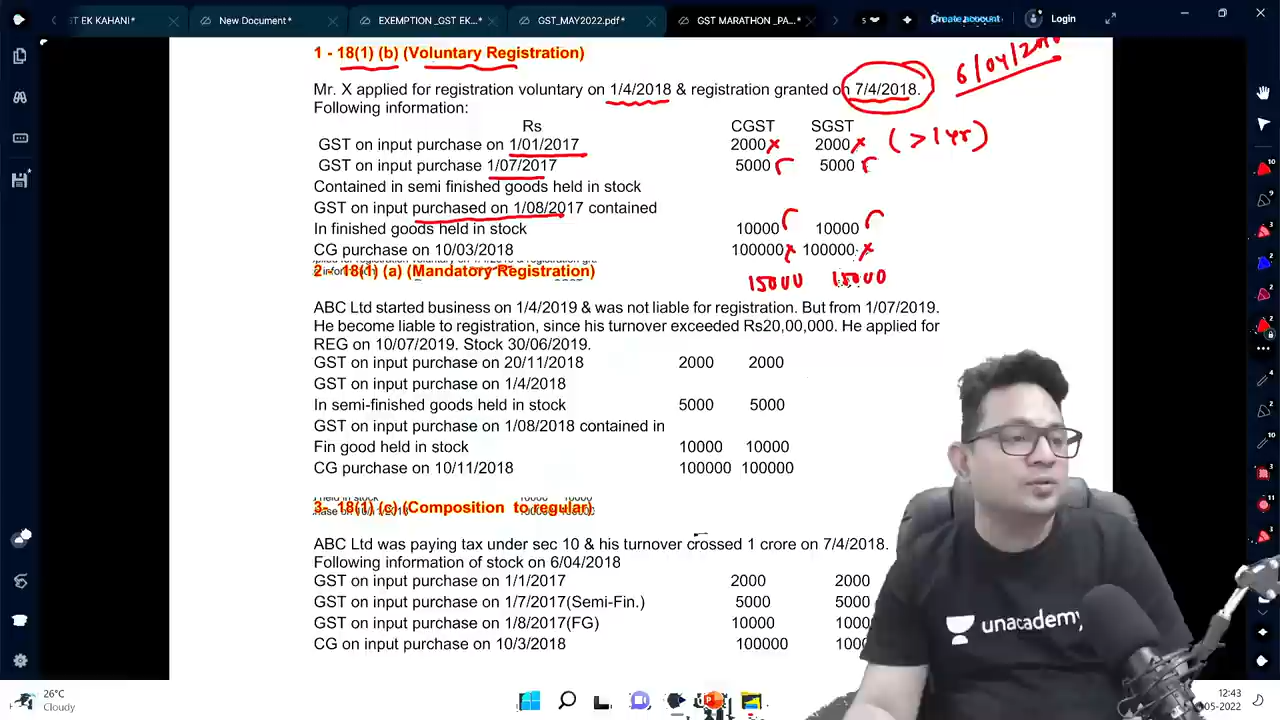 T EK KAHANI*
New Document*
EXEMPTION _GST EK...*
GST_MAY2022.pdf*
GST MARATHON _PA...*
5
Create account
Login
1 - 18(1) (b) (Voluntary Registration)
6/04/
Mr. X applied for registration voluntary on 1/4/2018 & registration granted on 7/4/2018.
Following information:
Rs CGST SGST
(>1 yr)
GST on input purchase on 1/01/2017 2000 2000
GST on input purchase 1/07/2017 5000 5000
Contained in semi finished goods held in stock
GST on input purchased on 1/08/2017 contained
In finished goods held in stock 10000 10000
CG purchase on 10/03/2018 100000 100000
2 - 18(1) (a) (Mandatory Registration)
15000 15000
ABC Ltd started business on 1/4/2019 & was not liable for registration. But from 1/07/2019.
He become liable to registration, since his turnover exceeded Rs20,00,000. He applied for
REG on 10/07/2019. Stock 30/06/2019.
GST on input purchase on 20/11/2018 2000 2000
GST on input purchase on 1/4/2018
In semi-finished goods held in stock 5000 5000
GST on input purchase on 1/08/2018 contained in
Fin good held in stock 10000 10000
CG purchase on 10/11/2018 100000 100000
3- 18(1) (c) (Composition to regular)
ABC Ltd was paying tax under sec 10 & his turnover crossed 1 crore on 7/4/2018.
Following information of stock on 6/04/2018
GST on input purchase on 1/1/2017 2000 2000
GST on input purchase on 1/7/2017(Semi-Fin.) 5000 5000
GST on input purchase on 1/8/2017(FG) 10000 1000
CG on input purchase on 10/3/2018 100000 100
unacademy
26°C
Cloudy
12:43
05-2022